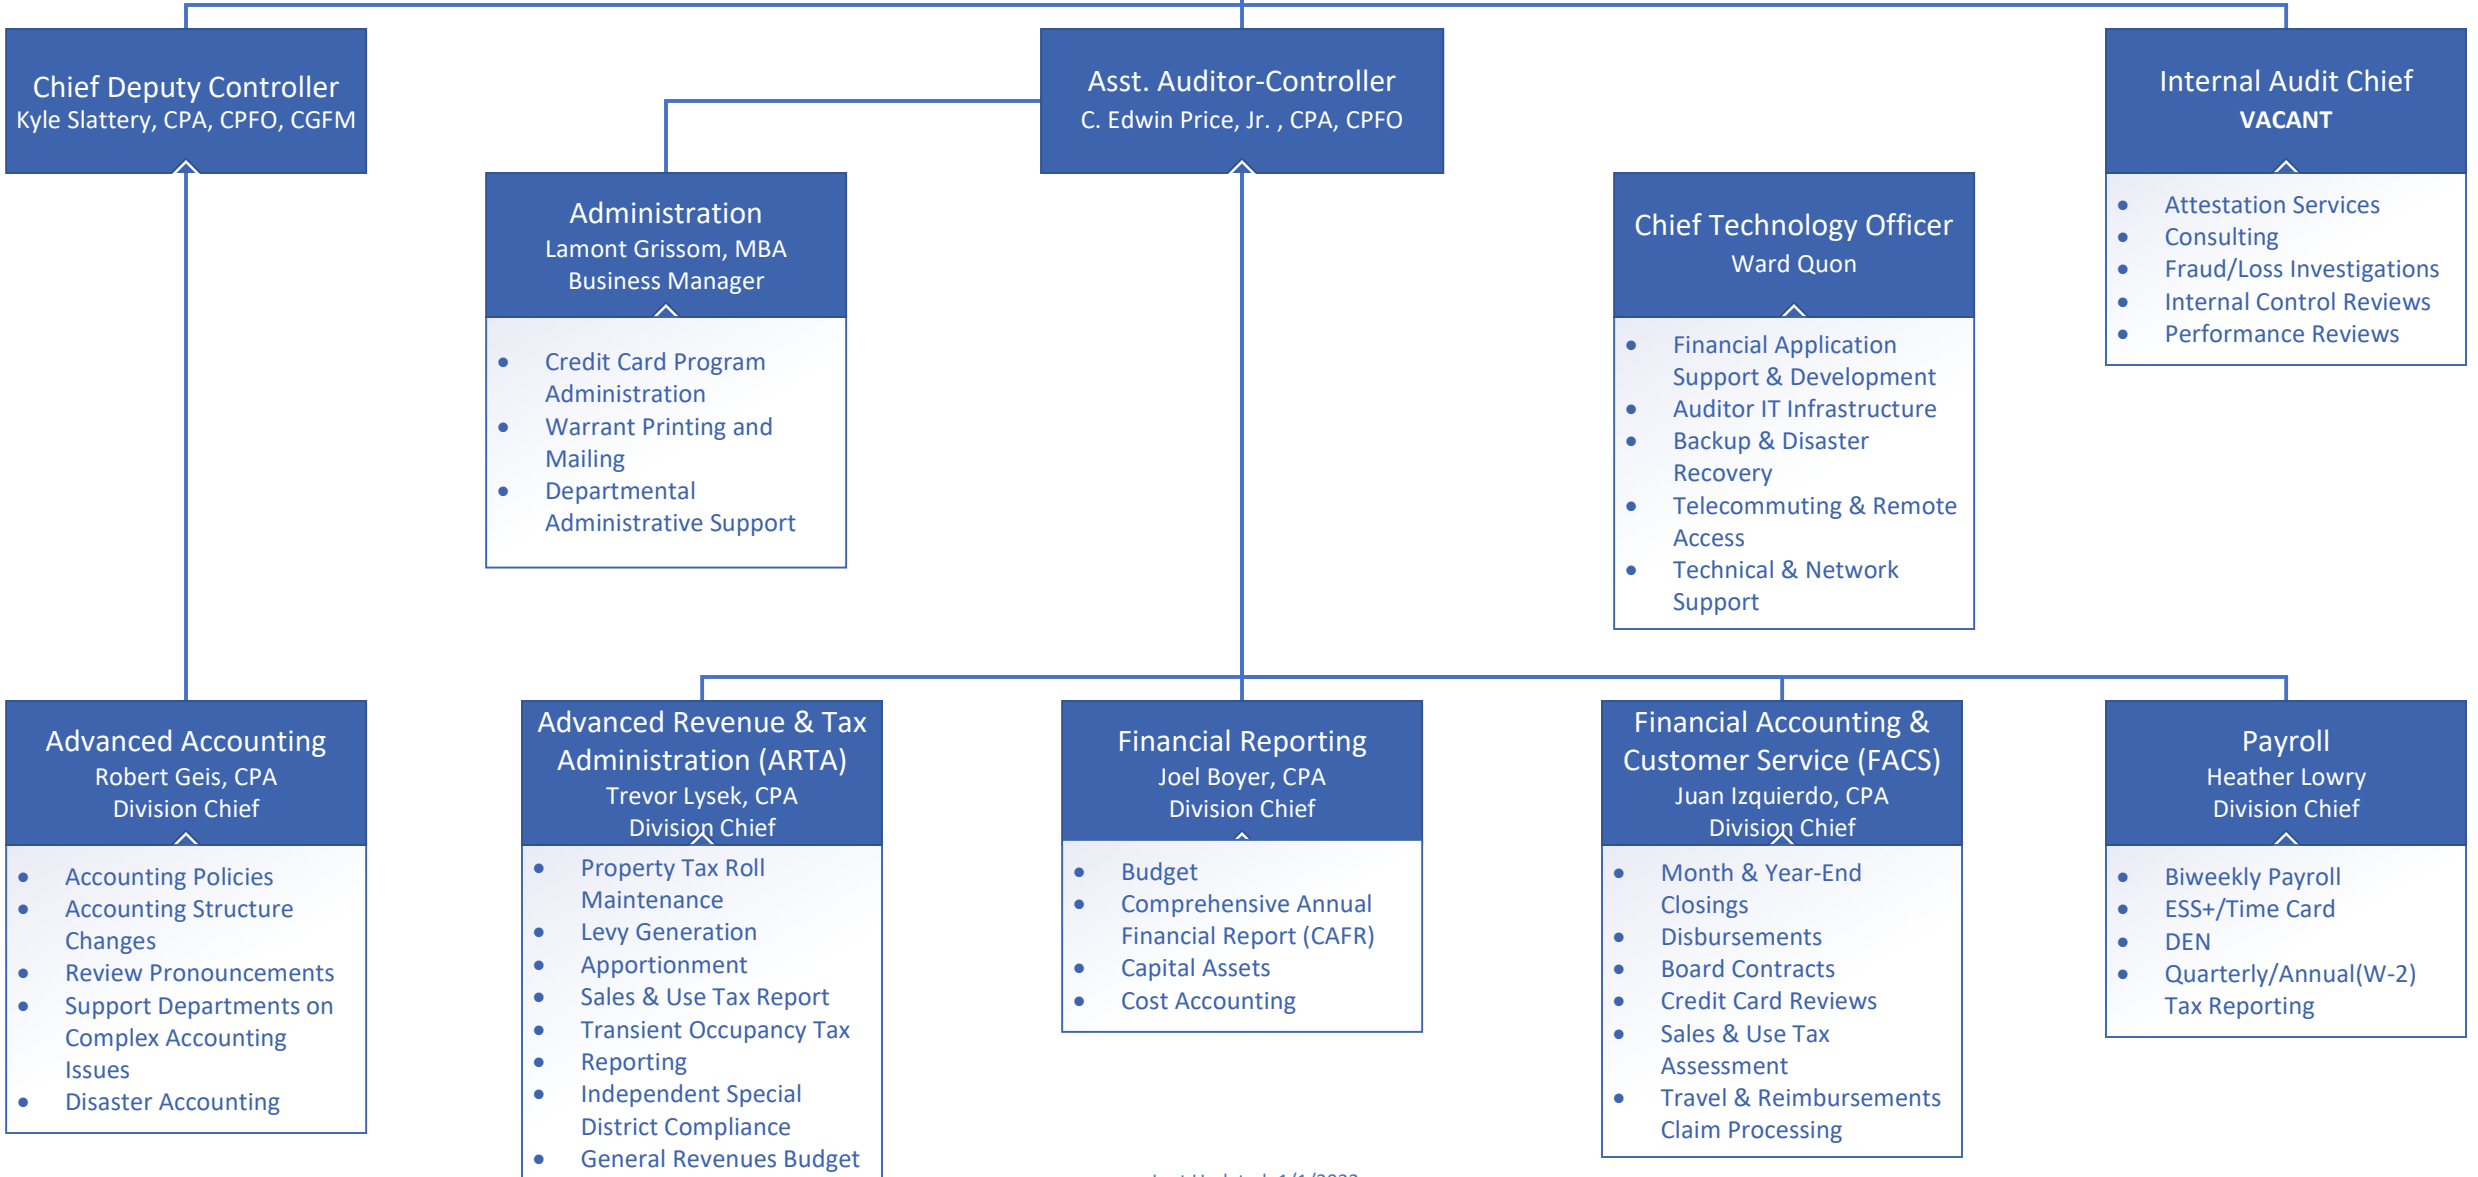 Chief Deputy Controller
Kyle Slattery, CPA, CPFO, CGFM
Asst. Auditor-Controller
C. Edwin Price, Jr. , CPA, CPFO
Internal Audit Chief
VACANT
• Attestation Services
• Consulting
• Fraud/Loss Investigations
• Internal Control Reviews
• Performance Reviews
Administration
Lamont Grissom, MBA
Business Manager
• Credit Card Program
Administration
• Warrant Printing and
Mailing
• Departmental
Administrative Support
Chief Technology Officer
Ward Quon
• Financial Application
Support & Development
• Auditor IT Infrastructure
• Backup & Disaster
Recovery
• Telecommuting & Remote
Access
• Technical & Network
Support
Advanced Accounting
Robert Geis, CPA
Division Chief
• Accounting Policies
• Accounting Structure
Changes
• Review Pronouncements
• Support Departments on
Complex Accounting
Issues
• Disaster Accounting
Advanced Revenue & Tax
Administration (ARTA)
Trevor Lysek, CPA
Division Chief
• Property Tax Roll
Maintenance
• Levy Generation
• Apportionment
• Sales & Use Tax Report
• Transient Occupancy Tax
• Reporting
• Independent Special
District Compliance
• General Revenues Budget
Financial Reporting
Joel Boyer, CPA
Division Chief
• Budget
• Comprehensive Annual
Financial Report (CAFR)
• Capital Assets
• Cost Accounting
Financial Accounting &
Customer Service (FACS)
Juan Izquierdo, CPA
Division Chief
• Month & Year-End
Closings
• Disbursements
• Board Contracts
• Credit Card Reviews
• Sales & Use Tax
Assessment
• Travel & Reimbursements
Claim Processing
Payroll
Heather Lowry
Division Chief
• Biweekly Payroll
• ESS+/Time Card
• DEN
• Quarterly/Annual(W-2)
Tax Reporting